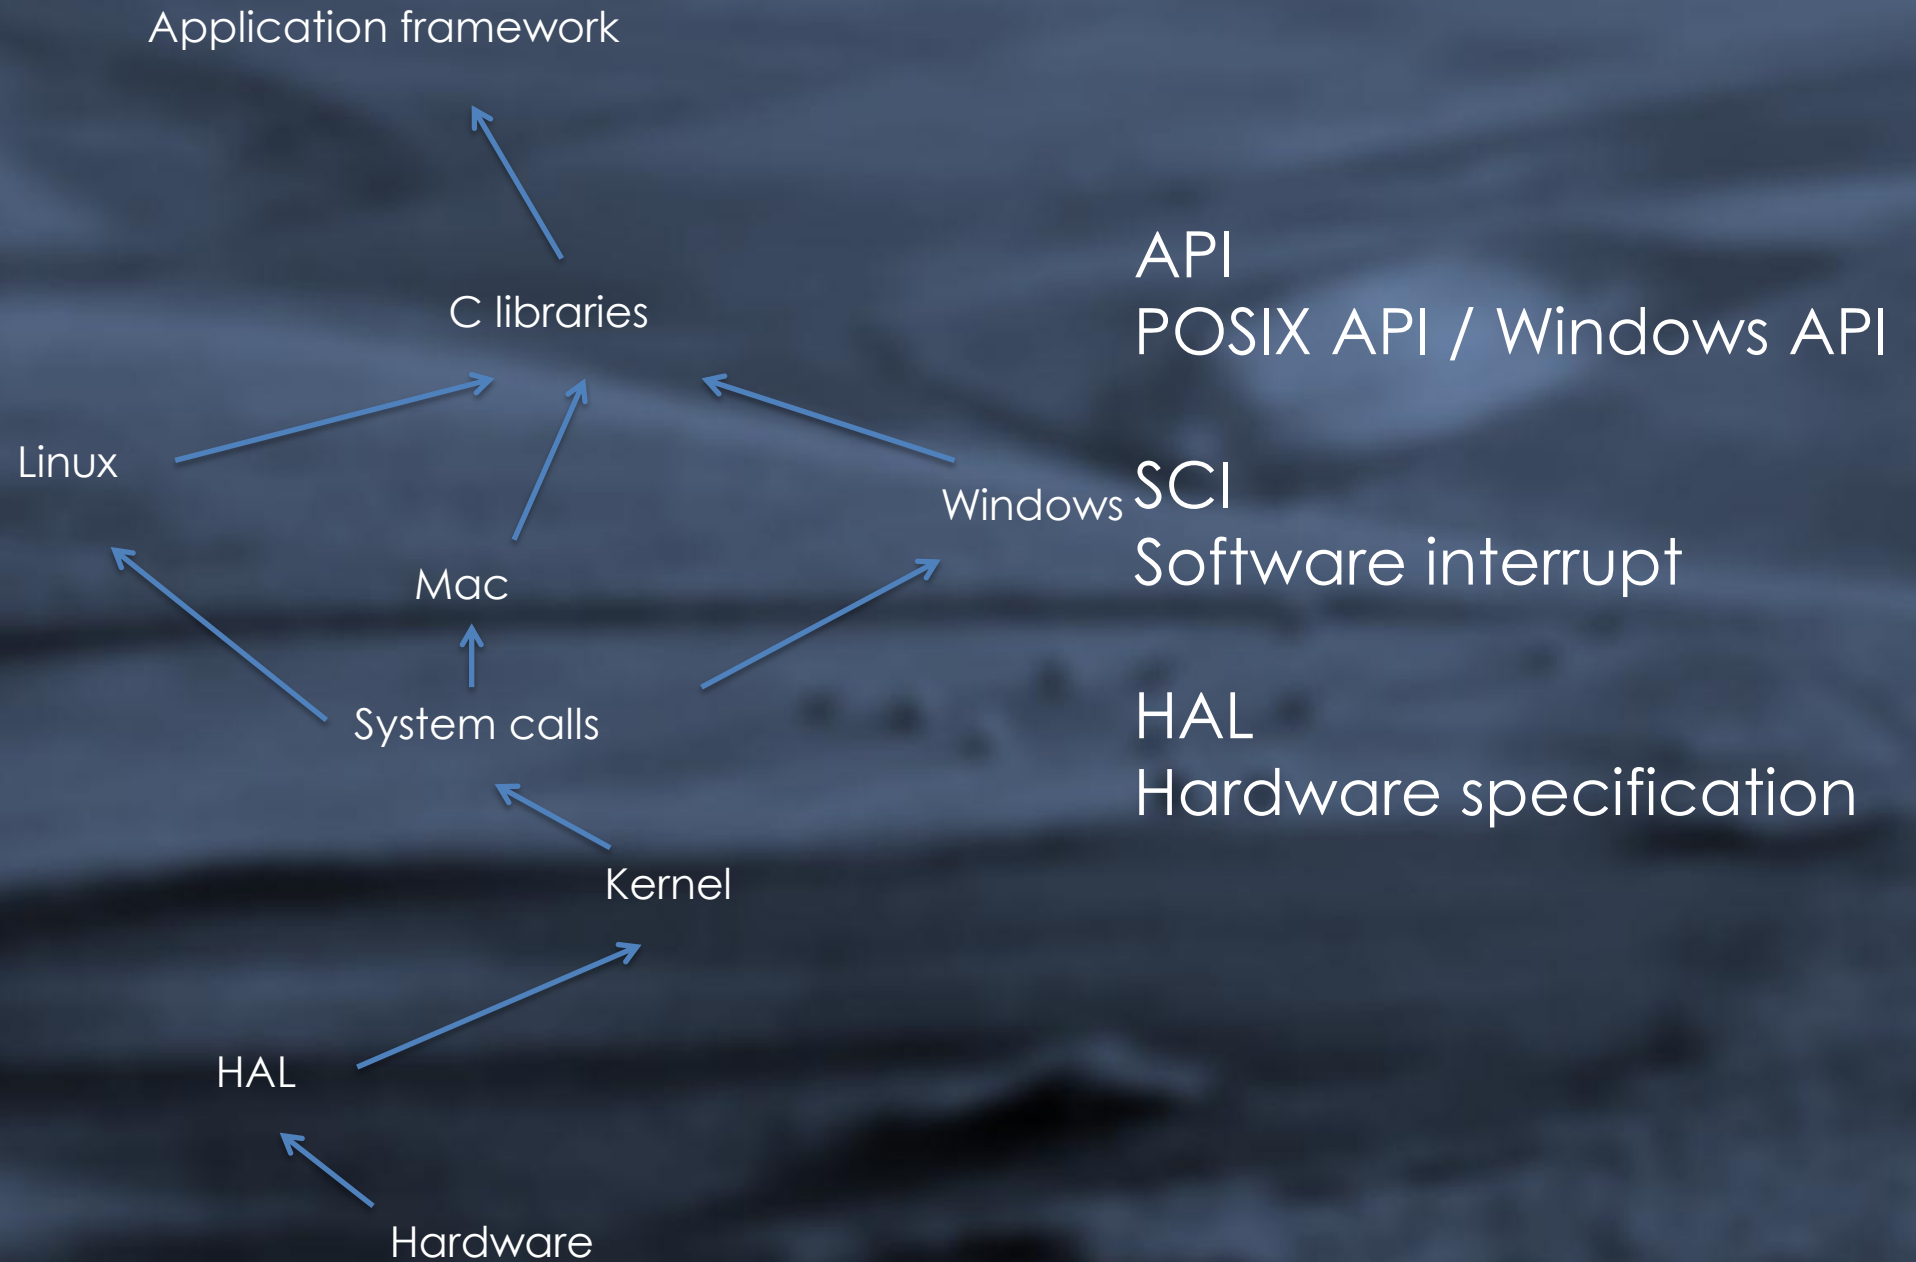 Application framework
C libraries
Linux
Windows
Mac
System calls
Kernel
HAL
Hardware
API
POSIX API / Windows API
SCI
Software interrupt
HAL
Hardware specification